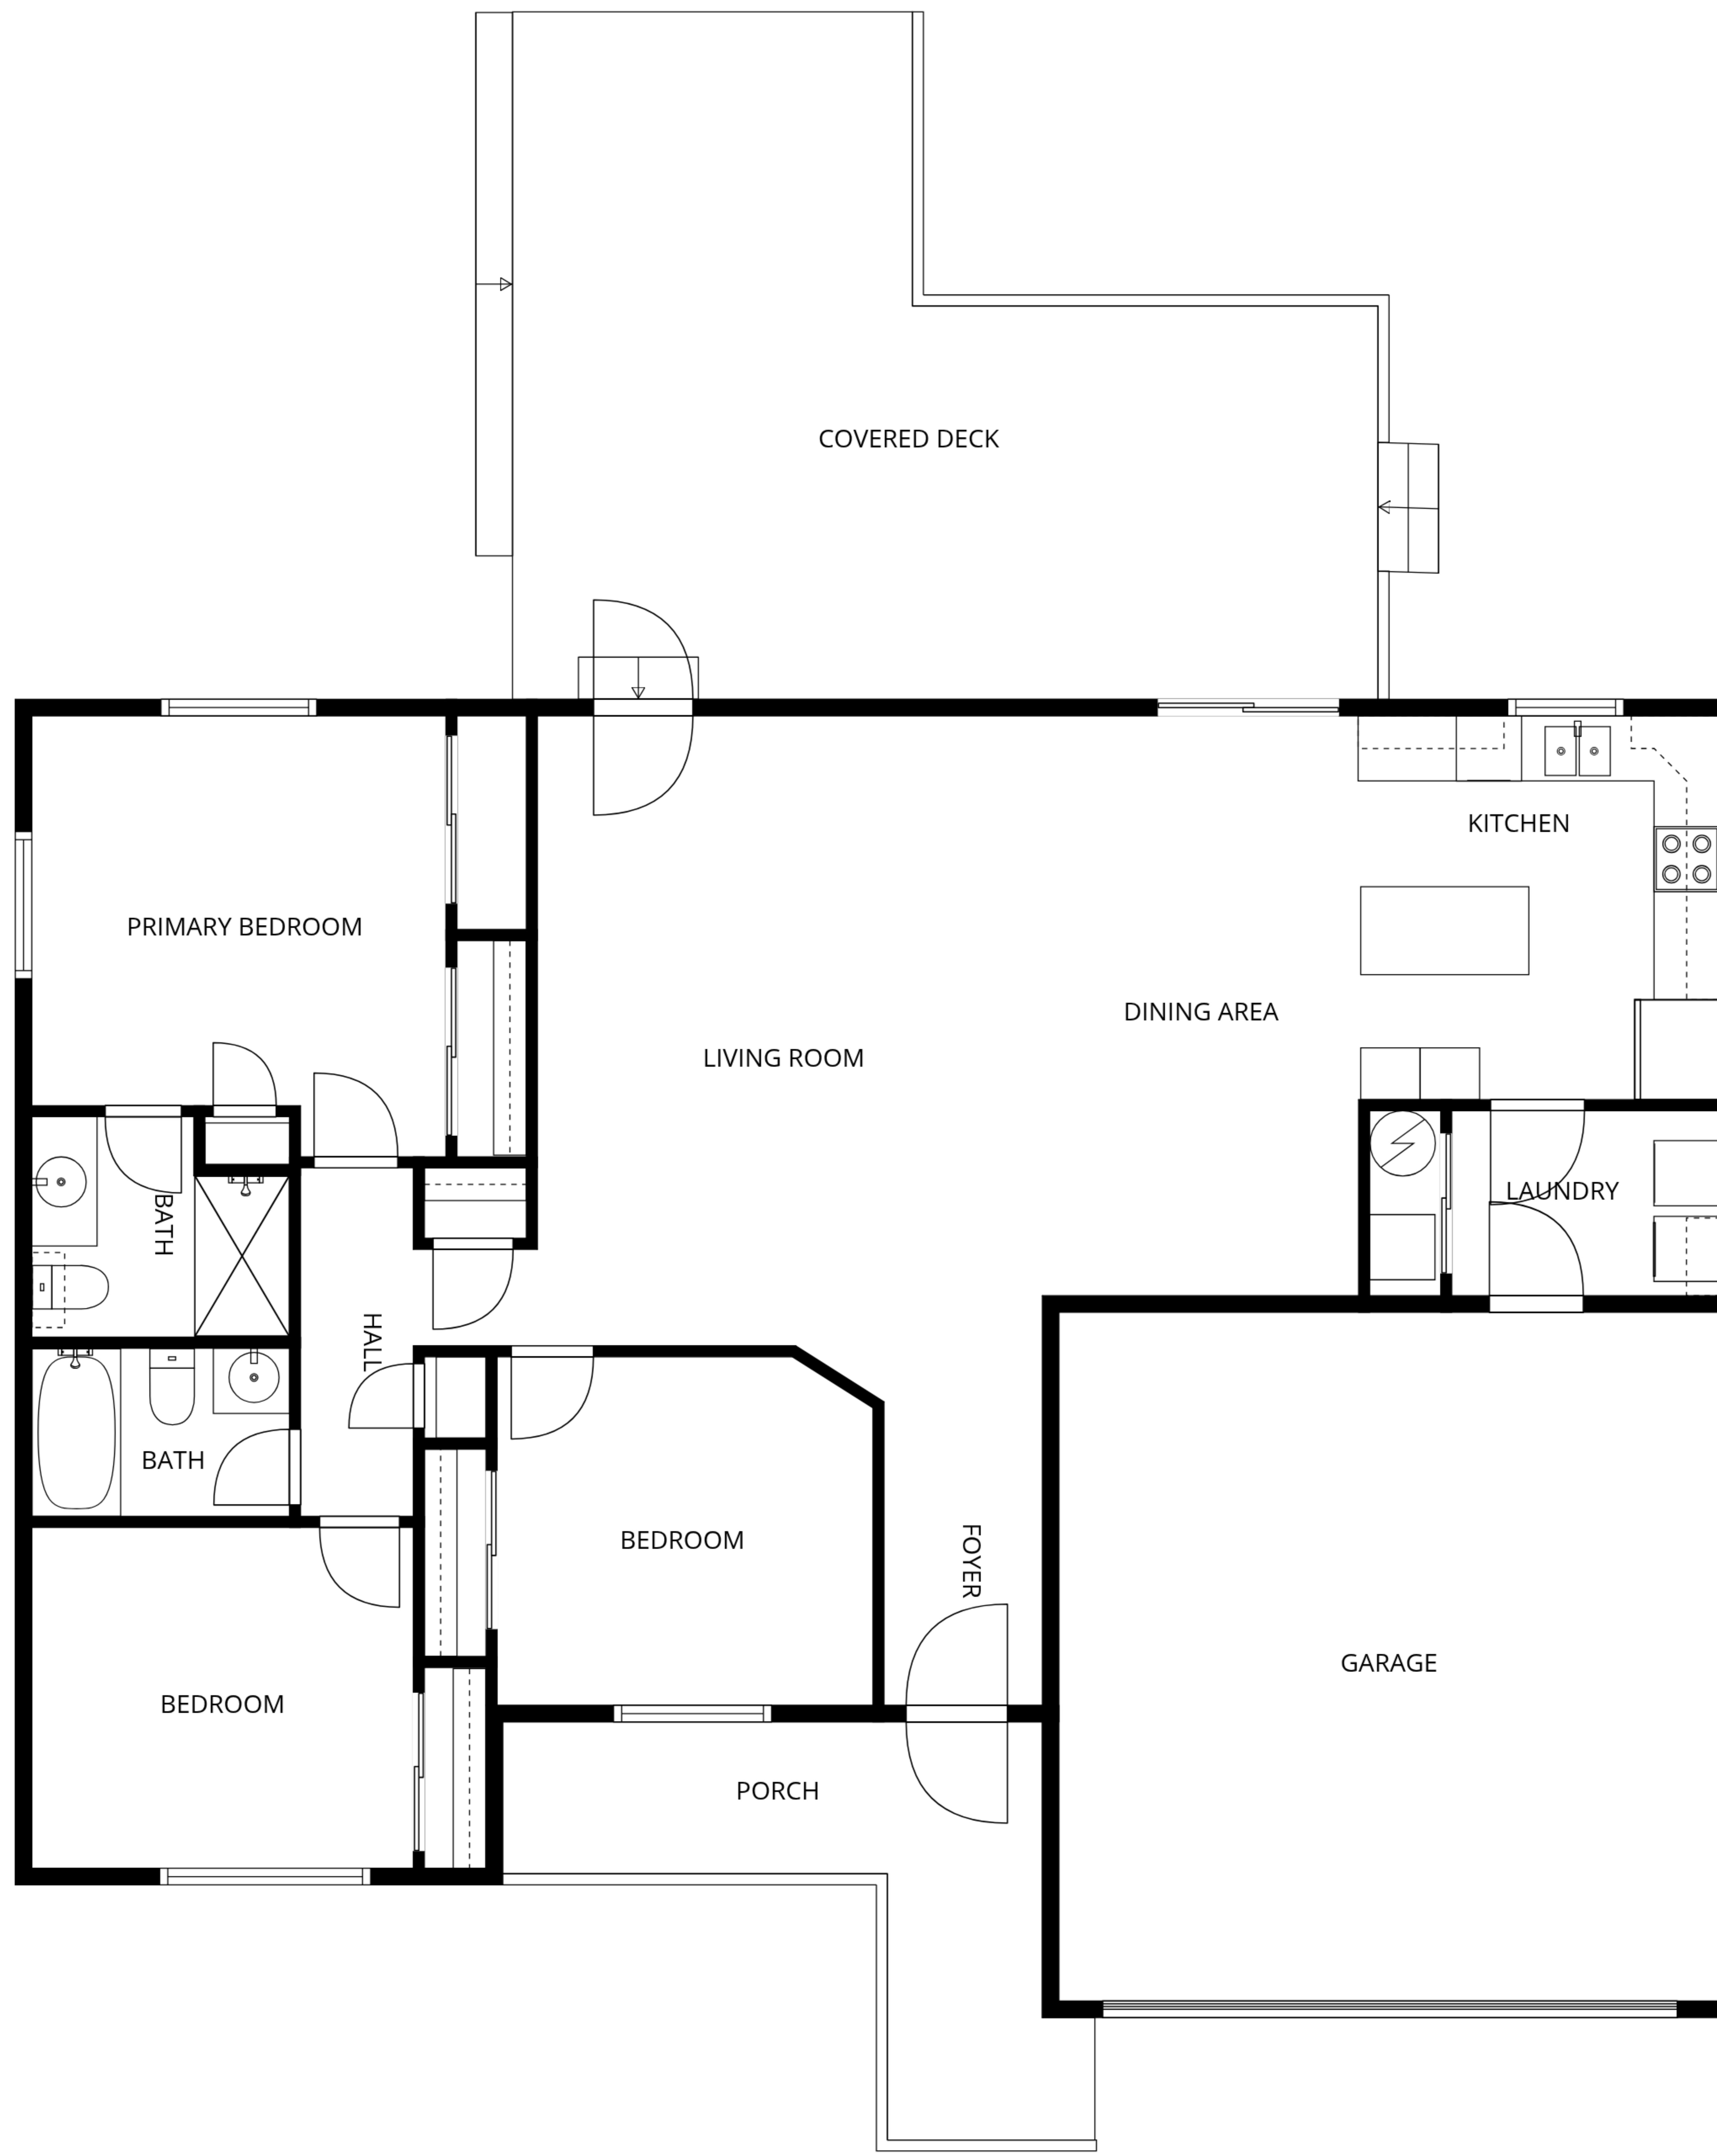 COVERED DECK
KITCHEN
PRIMARY BEDROOM
DINING AREA
LIVING ROOM
LAUNDRY
BATH
HALL
BATH
BEDROOM
FOYER
GARAGE
BEDROOM
PORCH